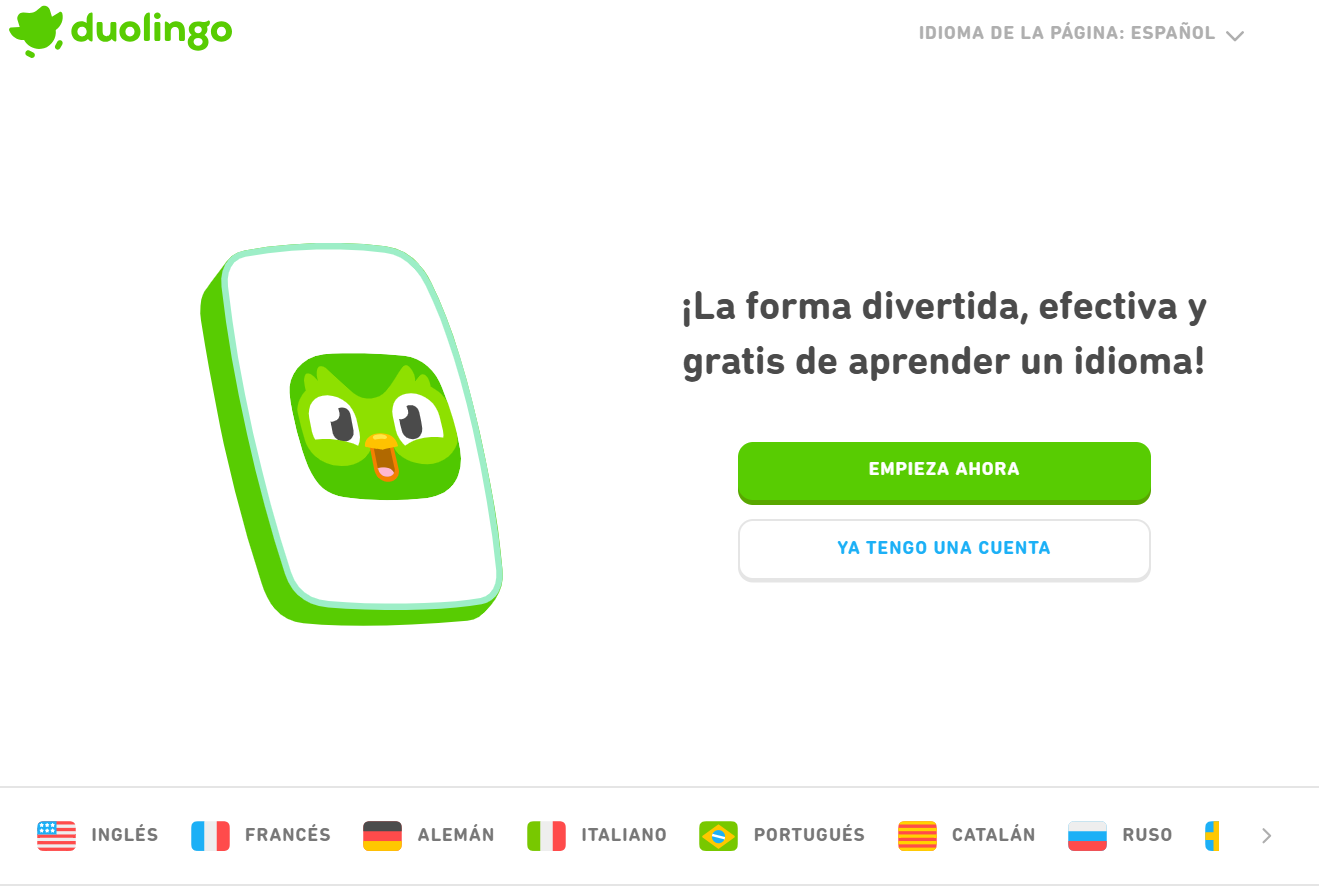 duolingo
IDIOMA DE LA PÁGINA: ESPAÑOL
¡La forma divertida, efectiva y
gratis de aprender un idioma!
EMPIEZA AHORA
YA TENGO UNA CUENTA
INGLÉS
FRANCÉS
ALEMÁN
ITALIANO
PORTUGUÉS
CATALÁN
RUSO